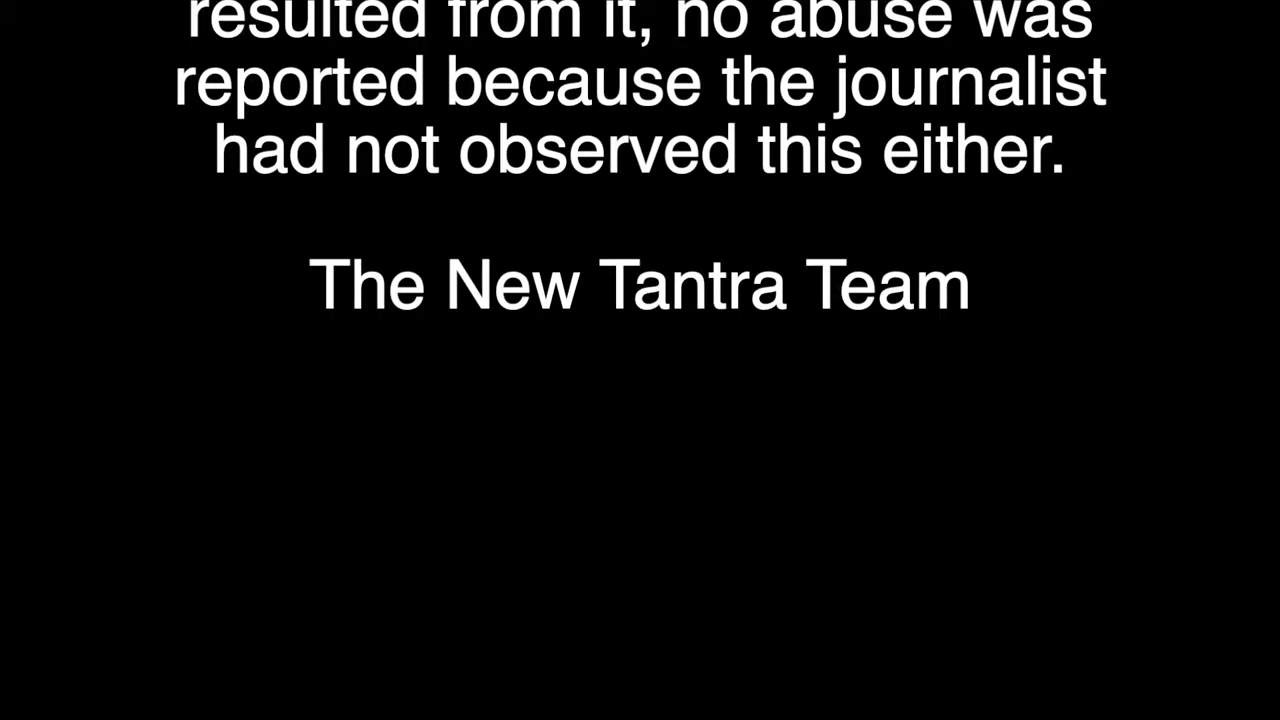 resulted from it, no abuse was
reported because the journalist
had not observed this either.
The New Tantra Team